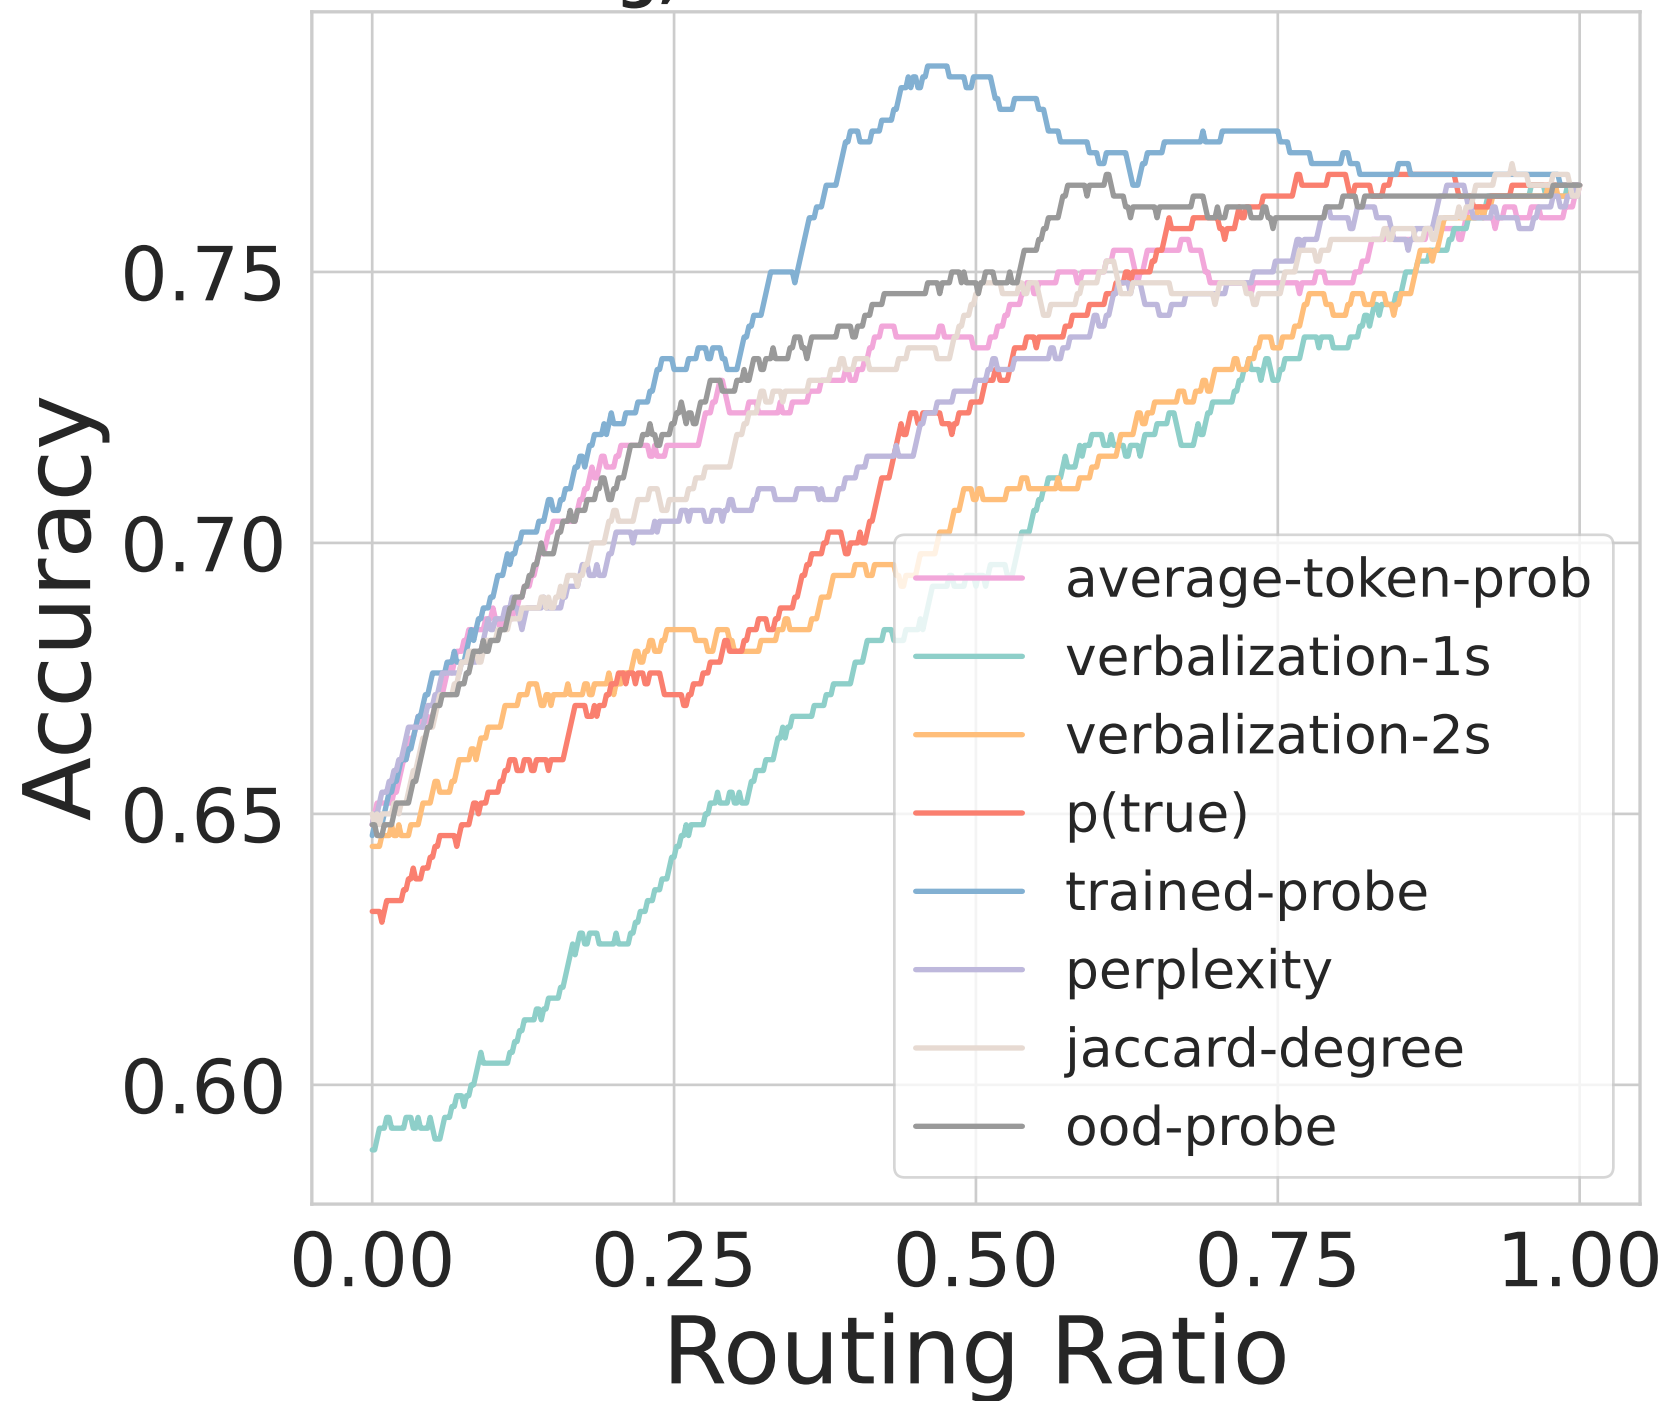 0.75
0.70
0.65
0.60
Accuracy
average-token-prob
verbalization-1s
verbalization-2s
p(true)
trained-probe
perplexity
jaccard-degree
ood-probe
0.00 0.25 0.50 0.75 1.00
Routing Ratio